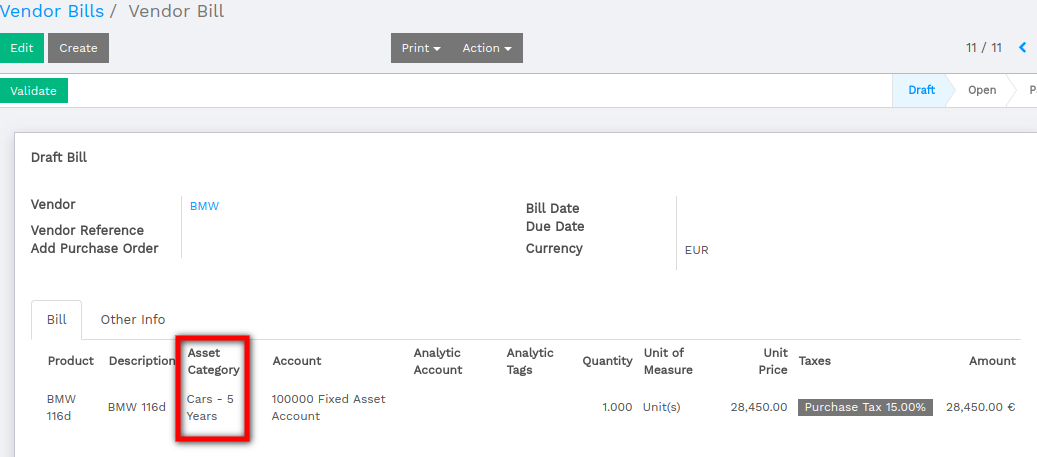 Vendor Bills / Vendor Bill
Edit Create Print Action 11 / 11
Validate Draft Open P
Draft Bill
Vendor BMW Bill Date
Vendor Reference Due Date
Add Purchase Order Currency EUR
Bill Other Info
Product Description Asset Category Account Analytic Account Analytic Tags Quantity Unit of Measure Unit Price Taxes Amount
BMW 116d BMW 116d Cars - 5 Years 100000 Fixed Asset Account 1.000 Unit(s) 28,450.00 Purchase Tax 15.00% 28,450.00 €